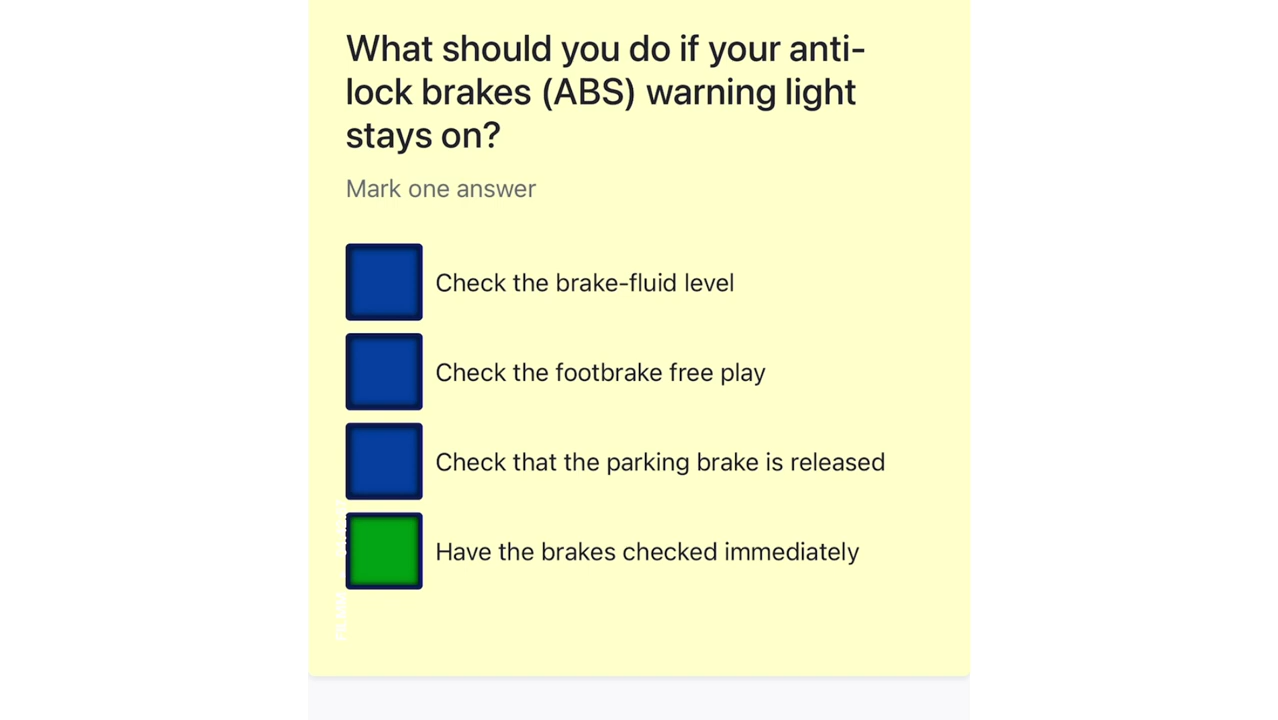 What should you do if your anti-
lock brakes (ABS) warning light
stays on?
Mark one answer
Check the brake-fluid level
Check the footbrake free play
Check that the parking brake is released
Have the brakes checked immediately